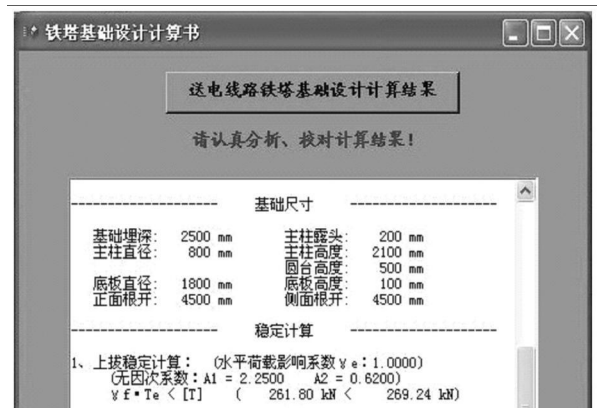 铁塔基础设计计算书
送电线路铁塔基础设计计算结果
请认真分析、校对计算结果!
-------------------- 基础尺寸 --------------------
基础埋深: 2500 mm 主柱露头: 200 mm
主柱直径: 800 mm 主柱高度: 2100 mm
圆台高度: 500 mm
底板直径: 1800 mm 底板高度: 100 mm
正面根开: 4500 mm 侧面根开: 4500 mm
-------------------- 稳定计算 --------------------
1、上拔稳定计算: (水平荷载影响系数γe:1.0000)
(无因次系数:A1 = 2.2500 A2 = 0.6200)
γf*Te < [T] ( 261.80 kN < 269.24 kN)